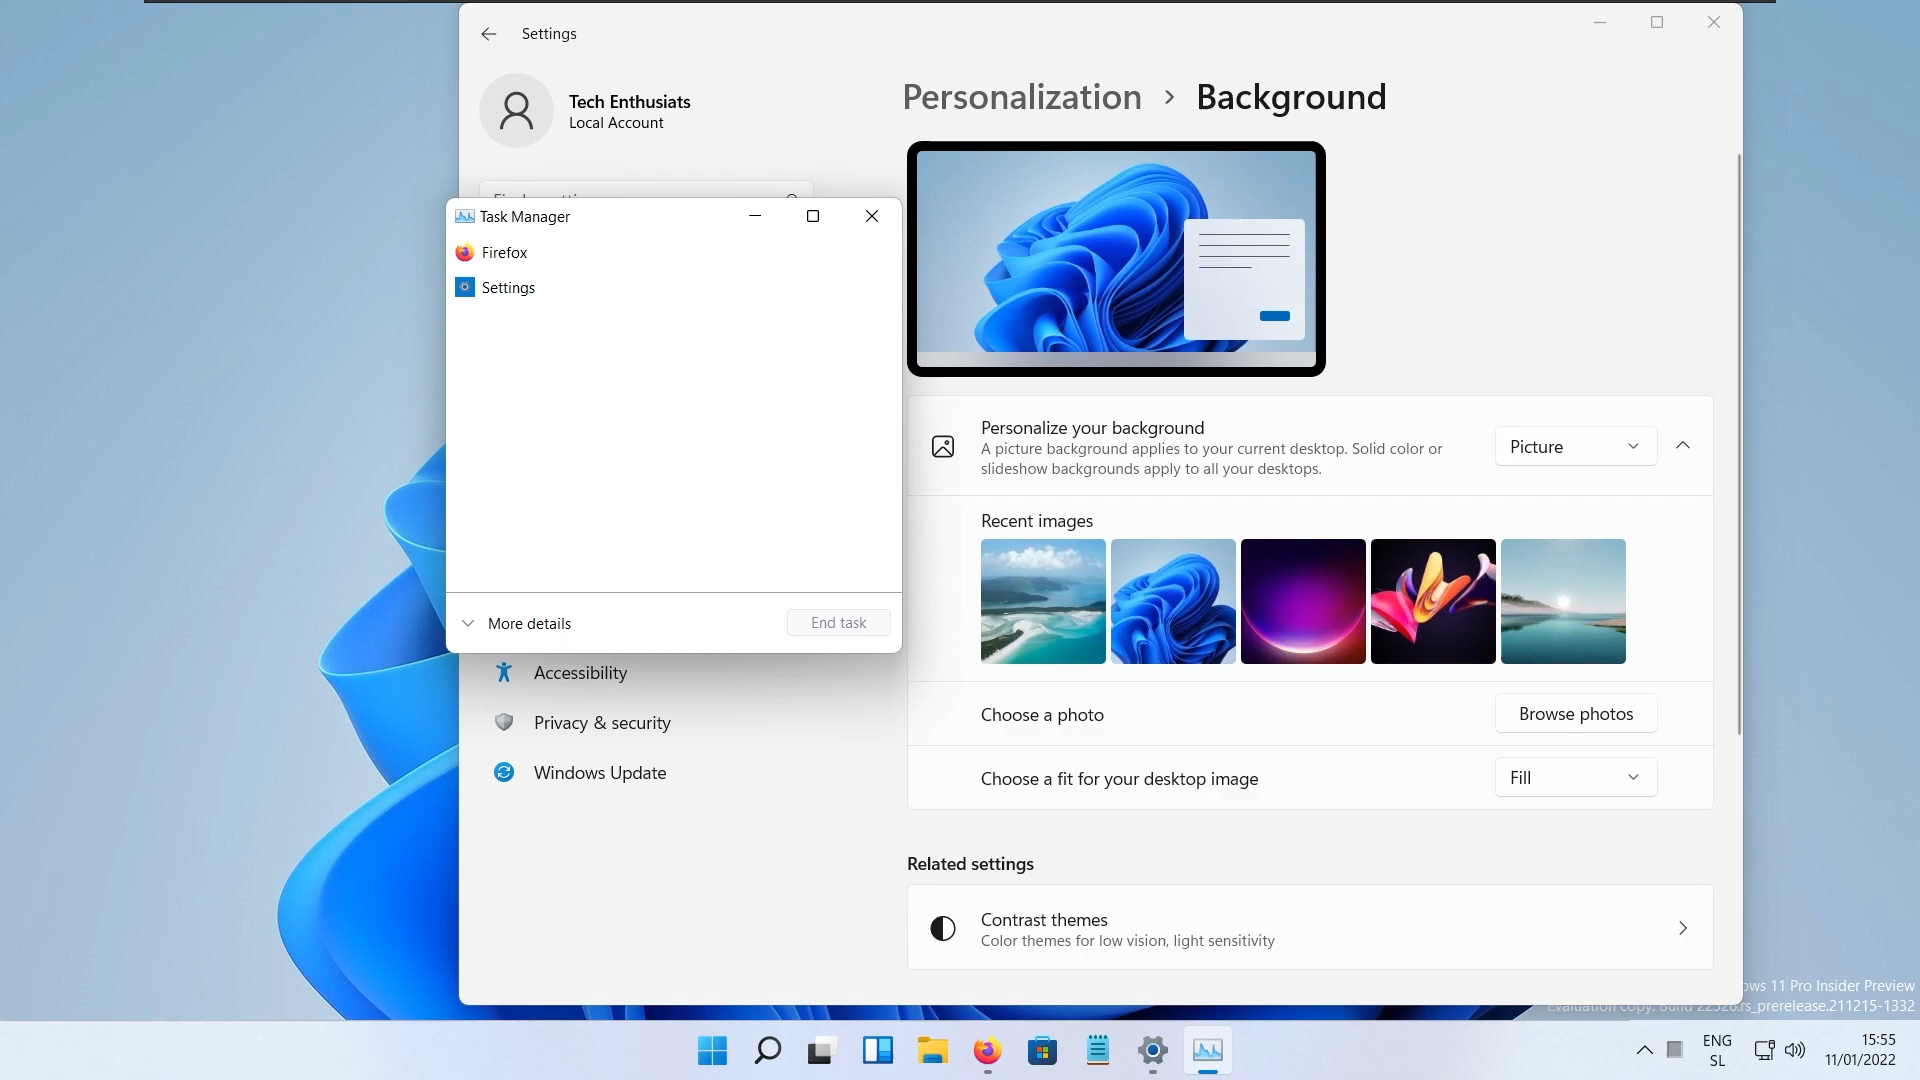 Settings
Tech Enthusiats
Local Account
Personalization > Background
Task Manager
Firefox
Settings
More details
End task
Accessibility
Privacy & security
Windows Update
Personalize your background
A picture background applies to your current desktop. Solid color or
slideshow backgrounds apply to all your desktops.
Picture
Recent images
Choose a photo
Browse photos
Choose a fit for your desktop image
Fill
Related settings
Contrast themes
Color themes for low vision, light sensitivity
11 Pro Insider Preview
Evaluation copy. Build
ENG
SL
15:55
11/01/2022